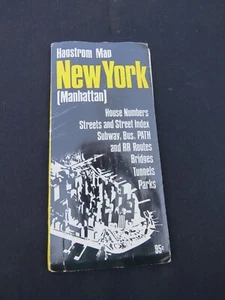 Hagstrom Map
New York
[Manhattan]
House Numbers
Streets and Street Index
Subway, Bus, PATH
and RR Routes
Bridges
Tunnels
Parks
95¢